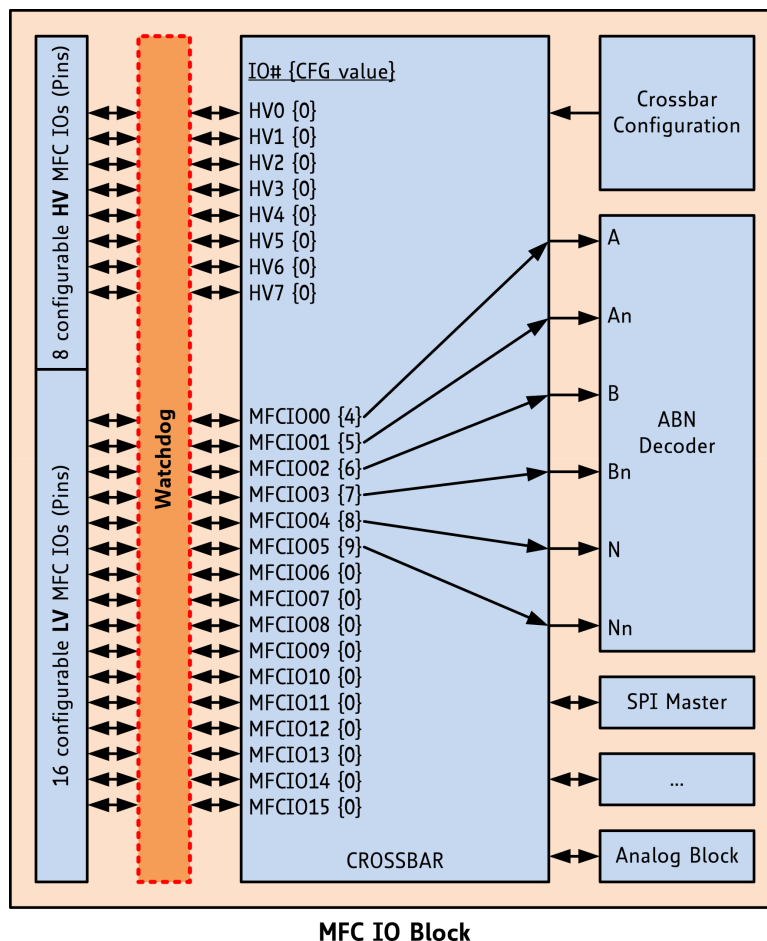 8 configurable HV MFC IOs (Pins)
16 configurable LV MFC IOs (Pins)
Watchdog
IO# {CFG value}
HV0 {0}
HV1 {0}
HV2 {0}
HV3 {0}
HV4 {0}
HV5 {0}
HV6 {0}
HV7 {0}
MFCIO00 {4}
MFCIO01 {5}
MFCIO02 {6}
MFCIO03 {7}
MFCIO04 {8}
MFCIO05 {9}
MFCIO06 {0}
MFCIO07 {0}
MFCIO08 {0}
MFCIO09 {0}
MFCIO10 {0}
MFCIO11 {0}
MFCIO12 {0}
MFCIO13 {0}
MFCIO14 {0}
MFCIO15 {0}
CROSSBAR
Crossbar
Configuration
A
An
B
Bn
N
Nn
ABN
Decoder
SPI Master
...
Analog Block
MFC IO Block